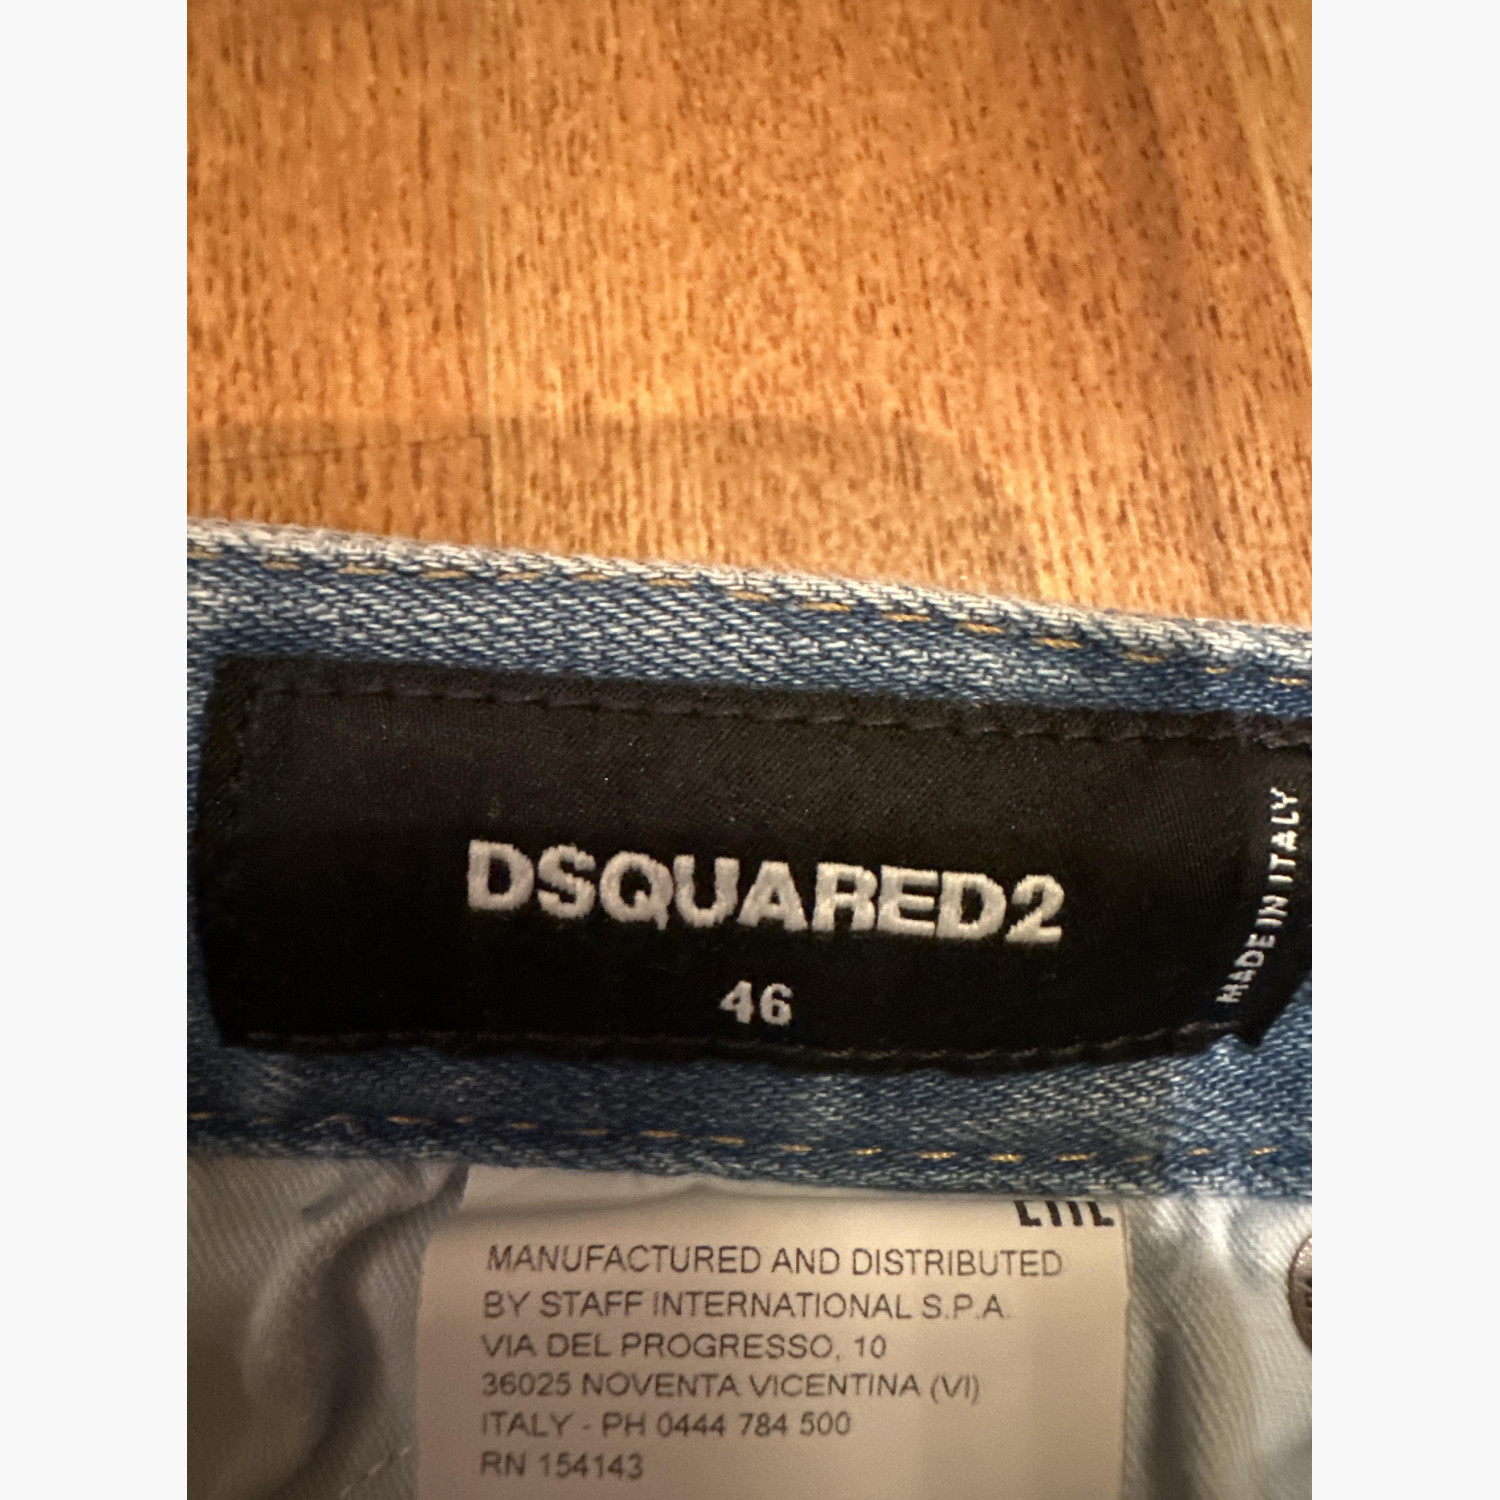 DSQUARED2
46
MADE IN ITALY
MANUFACTURED AND DISTRIBUTED
BY STAFF INTERNATIONAL S.P.A.
VIA DEL PROGRESSO, 10
36025 NOVENTA VICENTINA (VI)
ITALY - PH 0444 784 500
RN 154143